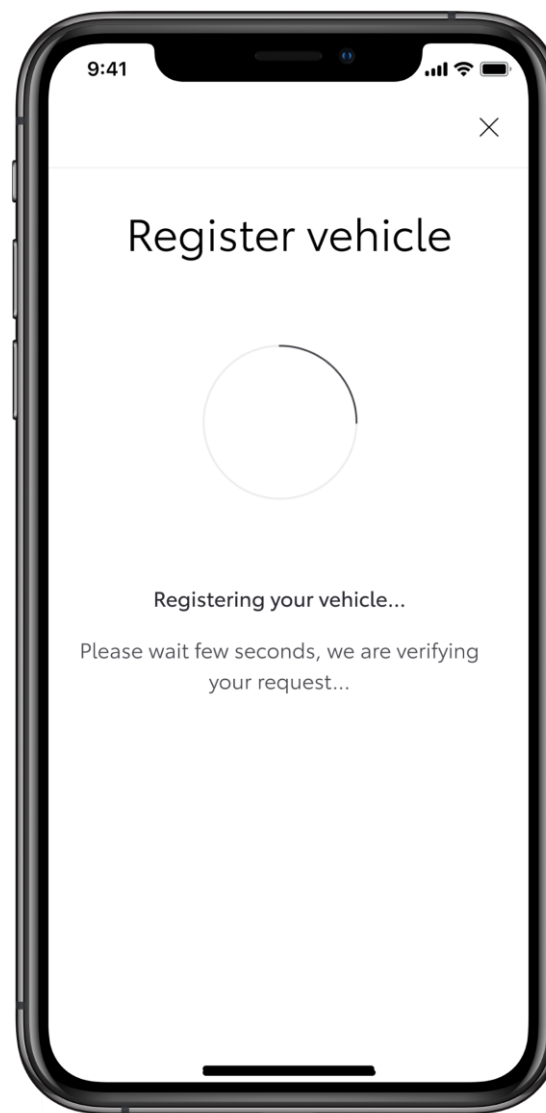 9:41
Register vehicle
Registering your vehicle...
Please wait few seconds, we are verifying
your request...